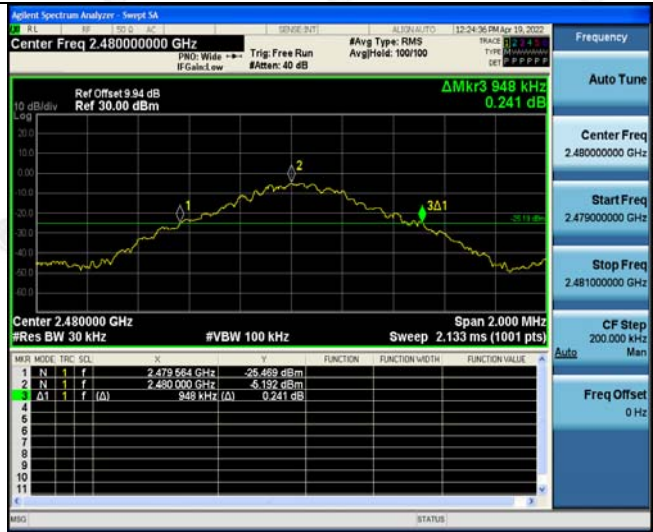 Agilent Spectrum Analyzer - Swept SA
RL RF 50 Ω AC SENSE:INT ALIGN AUTO 12:24:36 PM Apr 19, 2022
Center Freq 2.480000000 GHz
PNO: Wide
IFGain:Low
Trig: Free Run
#Atten: 40 dB
#Avg Type: RMS
Avg|Hold: 100/100
TRACE 1 2 3 4 5 6
TYPE
DET P P P P P P
Frequency
Auto Tune
Center Freq
2.480000000 GHz
Start Freq
2.479000000 GHz
Stop Freq
2.481000000 GHz
CF Step
200.000 kHz
Auto Man
Freq Offset
0 Hz
ΔMkr3 948 kHz
0.241 dB
Ref Offset 9.94 dB
Ref 30.00 dBm
10 dB/div
Log
20.0
10.0
0.00
-10.0
-20.0
-30.0
-40.0
-50.0
-60.0
1
2
3Δ1
-25.19 dBm
Center 2.480000 GHz
Span 2.000 MHz
#Res BW 30 kHz
#VBW 100 kHz
Sweep 2.133 ms (1001 pts)
MKR MODE TRC SCL X Y FUNCTION FUNCTION WIDTH FUNCTION VALUE
1 N 1 f 2.479 564 GHz -25.469 dBm
2 N 1 f 2.480 000 GHz -5.192 dBm
3 Δ1 1 f (Δ) 948 kHz (Δ) 0.241 dB
4
5
6
7
8
9
10
11
MSG
STATUS